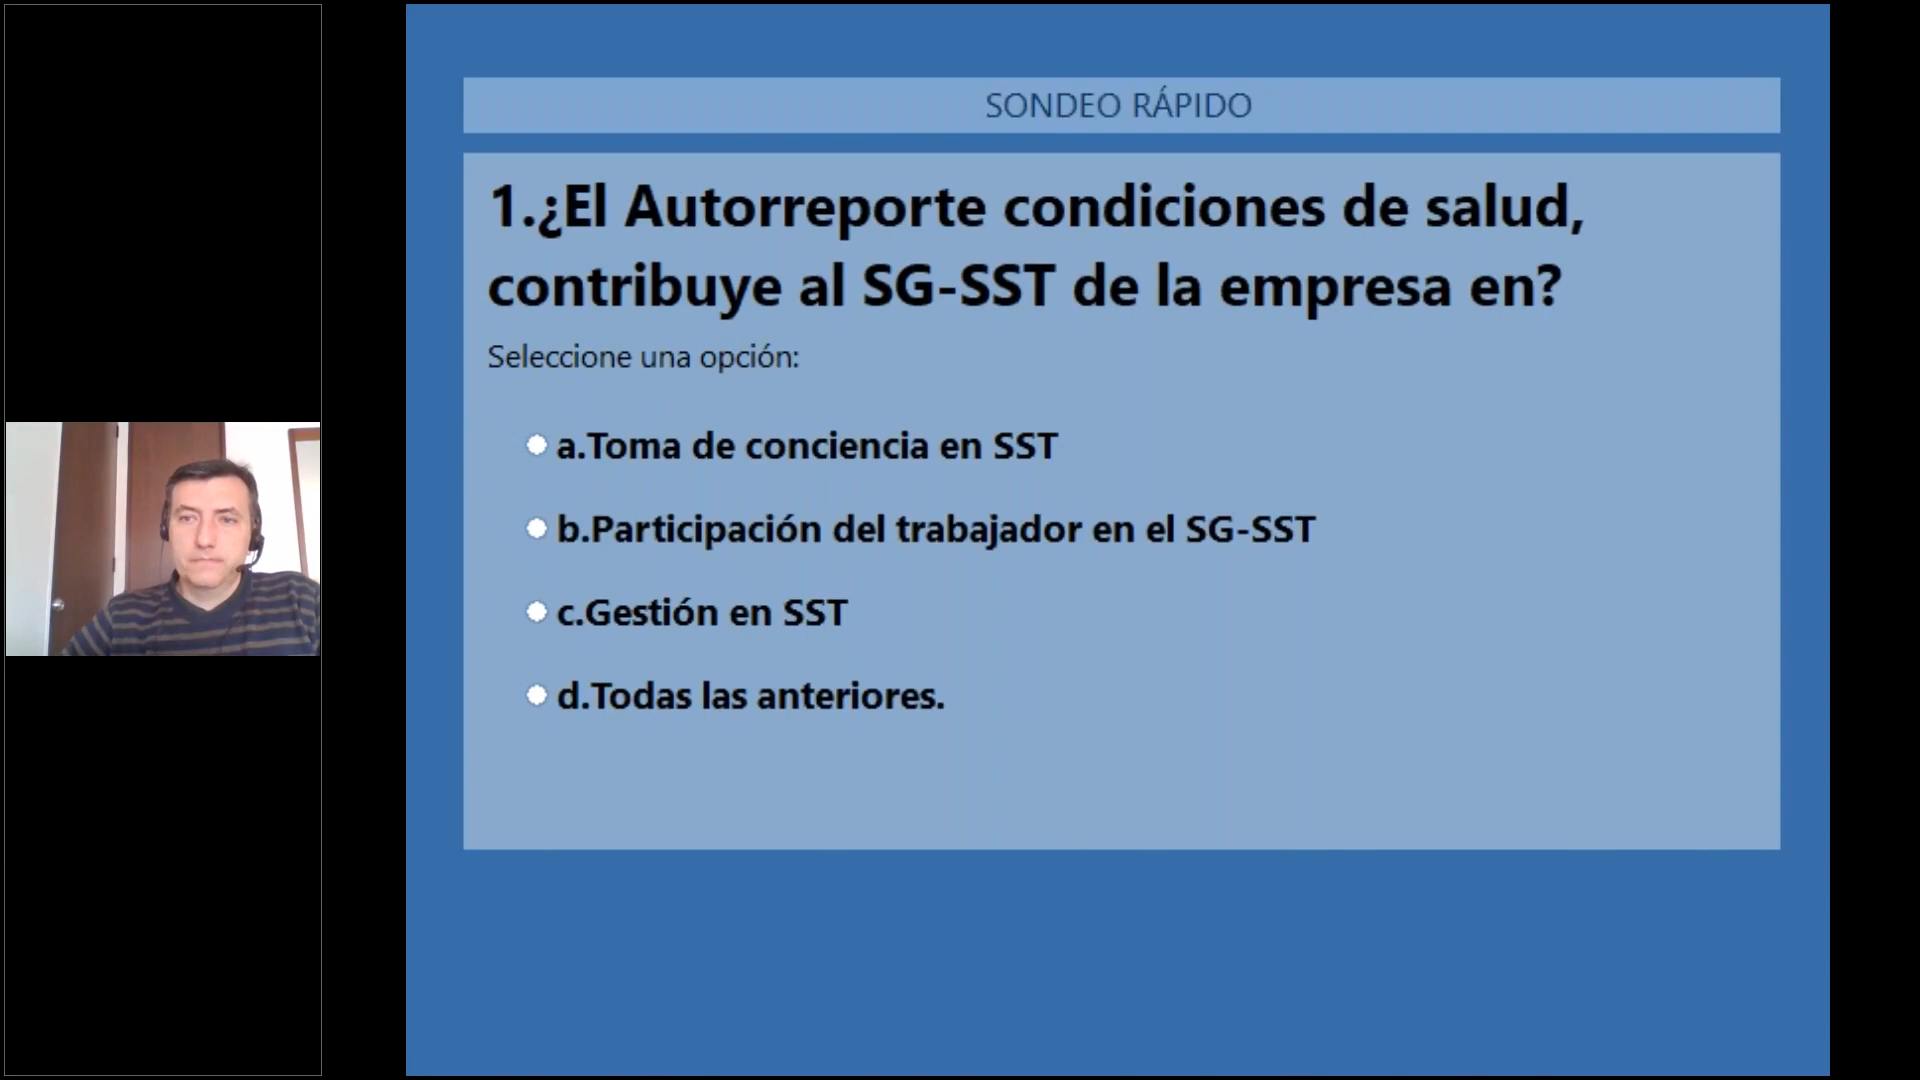 SONDEO RÁPIDO
1.¿El Autorreporte condiciones de salud,
contribuye al SG-SST de la empresa en?
Seleccione una opción:
a.Toma de conciencia en SST
b.Participación del trabajador en el SG-SST
c.Gestión en SST
d.Todas las anteriores.